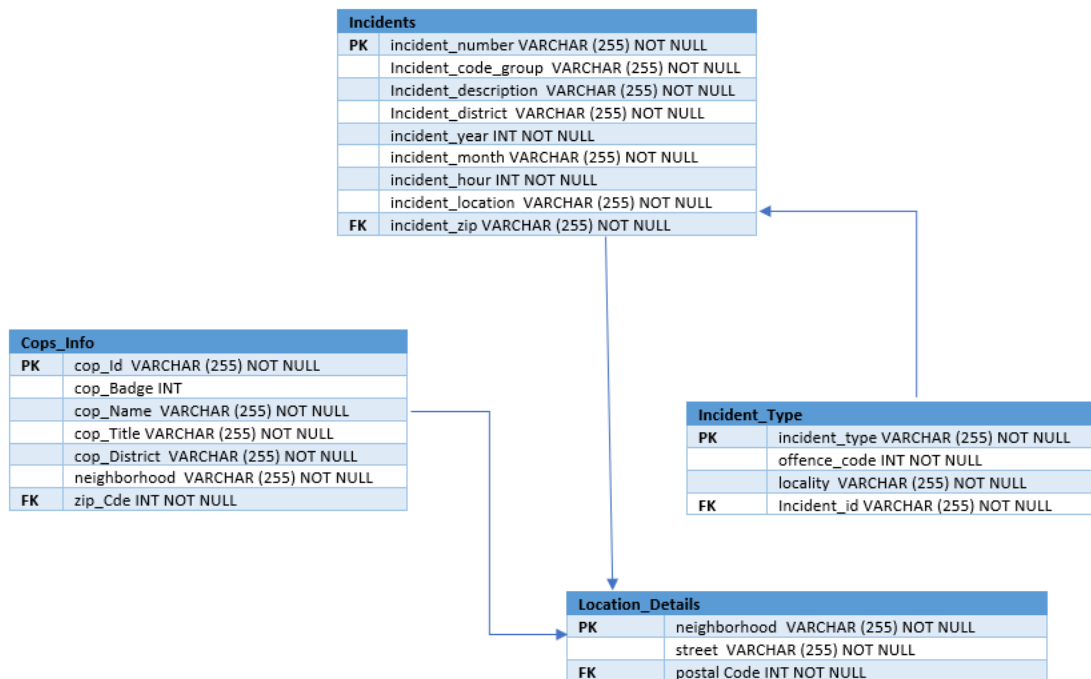 Incidents
PK incident_number VARCHAR (255) NOT NULL
Incident_code_group VARCHAR (255) NOT NULL
Incident_description VARCHAR (255) NOT NULL
Incident_district VARCHAR (255) NOT NULL
incident_year INT NOT NULL
incident_month VARCHAR (255) NOT NULL
incident_hour INT NOT NULL
incident_location VARCHAR (255) NOT NULL
FK incident_zip VARCHAR (255) NOT NULL
Cops_Info
PK cop_Id VARCHAR (255) NOT NULL
cop_Badge INT
cop_Name VARCHAR (255) NOT NULL
cop_Title VARCHAR (255) NOT NULL
cop_District VARCHAR (255) NOT NULL
neighborhood VARCHAR (255) NOT NULL
FK zip_Cde INT NOT NULL
Incident_Type
PK incident_type VARCHAR (255) NOT NULL
offence_code INT NOT NULL
locality VARCHAR (255) NOT NULL
FK Incident_id VARCHAR (255) NOT NULL
Location_Details
PK neighborhood VARCHAR (255) NOT NULL
street VARCHAR (255) NOT NULL
FK postal Code INT NOT NULL